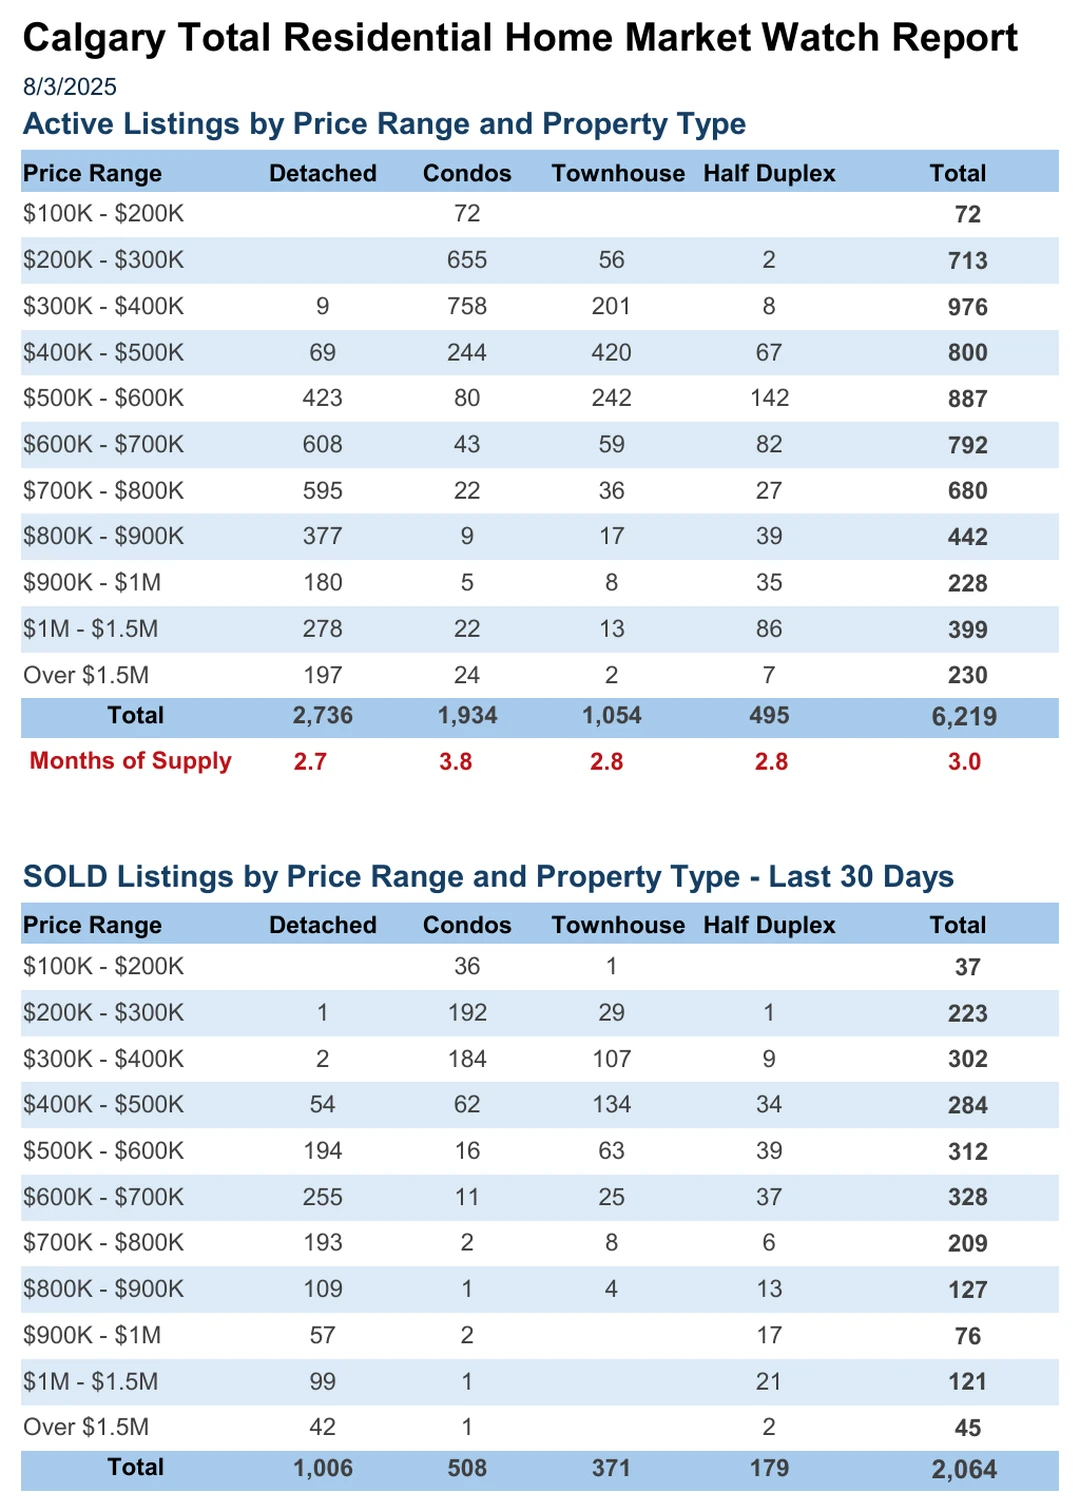 Calgary Total Residential Home Market Watch Report
8/3/2025
Active Listings by Price Range and Property Type
Price Range Detached Condos Townhouse Half Duplex Total
$100K - $200K 72 72
$200K - $300K 655 56 2 713
$300K - $400K 9 758 201 8 976
$400K - $500K 69 244 420 67 800
$500K - $600K 423 80 242 142 887
$600K - $700K 608 43 59 82 792
$700K - $800K 595 22 36 27 680
$800K - $900K 377 9 17 39 442
$900K - $1M 180 5 8 35 228
$1M - $1.5M 278 22 13 86 399
Over $1.5M 197 24 2 7 230
Total 2,736 1,934 1,054 495 6,219
Months of Supply 2.7 3.8 2.8 2.8 3.0
SOLD Listings by Price Range and Property Type - Last 30 Days
Price Range Detached Condos Townhouse Half Duplex Total
$100K - $200K 36 1 37
$200K - $300K 1 192 29 1 223
$300K - $400K 2 184 107 9 302
$400K - $500K 54 62 134 34 284
$500K - $600K 194 16 63 39 312
$600K - $700K 255 11 25 37 328
$700K - $800K 193 2 8 6 209
$800K - $900K 109 1 4 13 127
$900K - $1M 57 2 17 76
$1M - $1.5M 99 1 21 121
Over $1.5M 42 1 2 45
Total 1,006 508 371 179 2,064